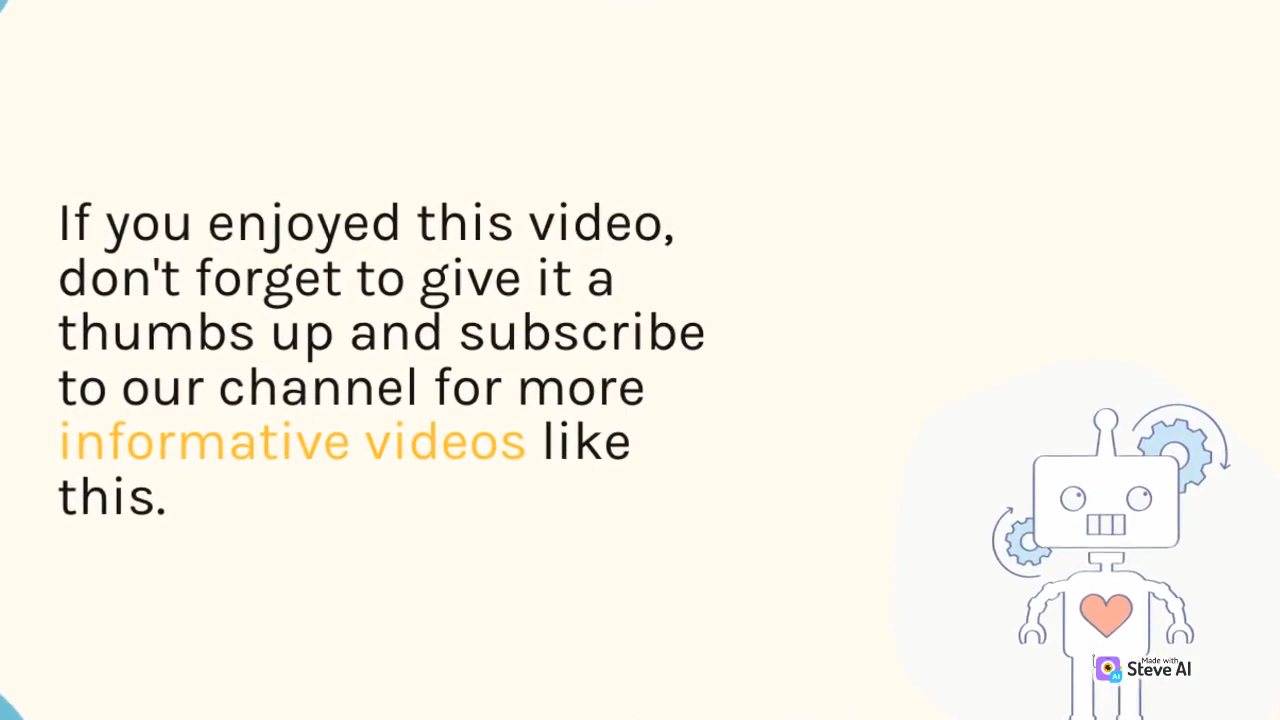 If you enjoyed this video,
don't forget to give it a
thumbs up and subscribe
to our channel for more
informative videos like
this.
Made with
Steve AI
AI